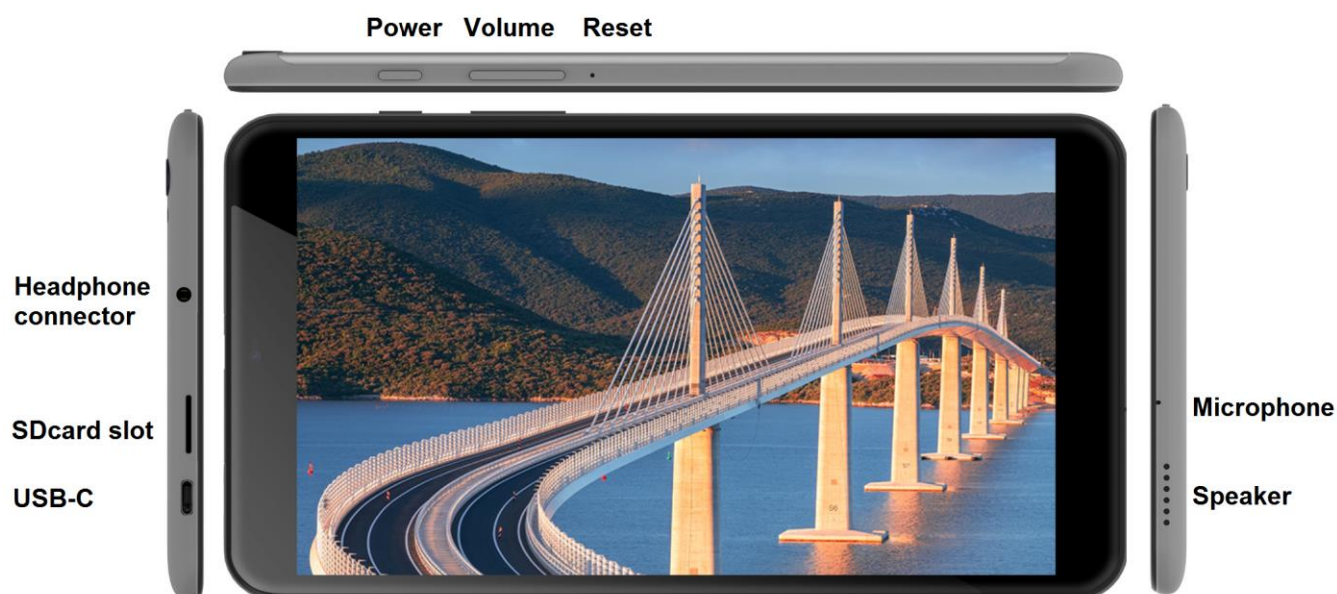 Power Volume Reset
Headphone
connector
SDcard slot
USB-C
Microphone
Speaker